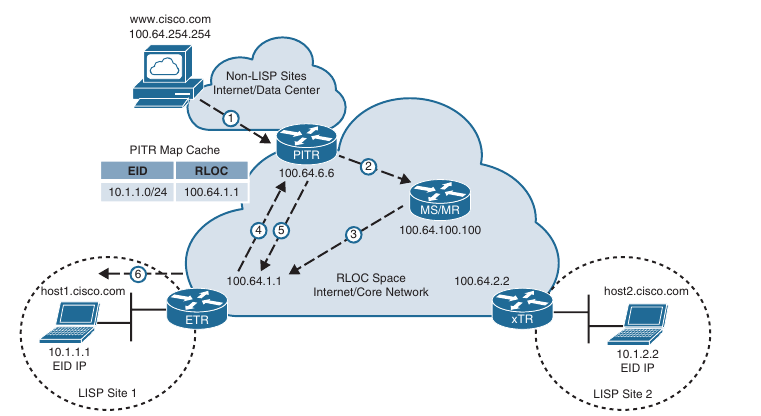 www.cisco.com
100.64.254.254
Non-LISP Sites
Internet/Data Center
1
PITR Map Cache
EID RLOC
10.1.1.0/24 100.64.1.1
PITR
100.64.6.6
2
MS/MR
100.64.100.100
3
4
5
6
100.64.1.1
RLOC Space
Internet/Core Network
100.64.2.2
host1.cisco.com
ETR
10.1.1.1
EID IP
LISP Site 1
xTR
host2.cisco.com
10.1.2.2
EID IP
LISP Site 2